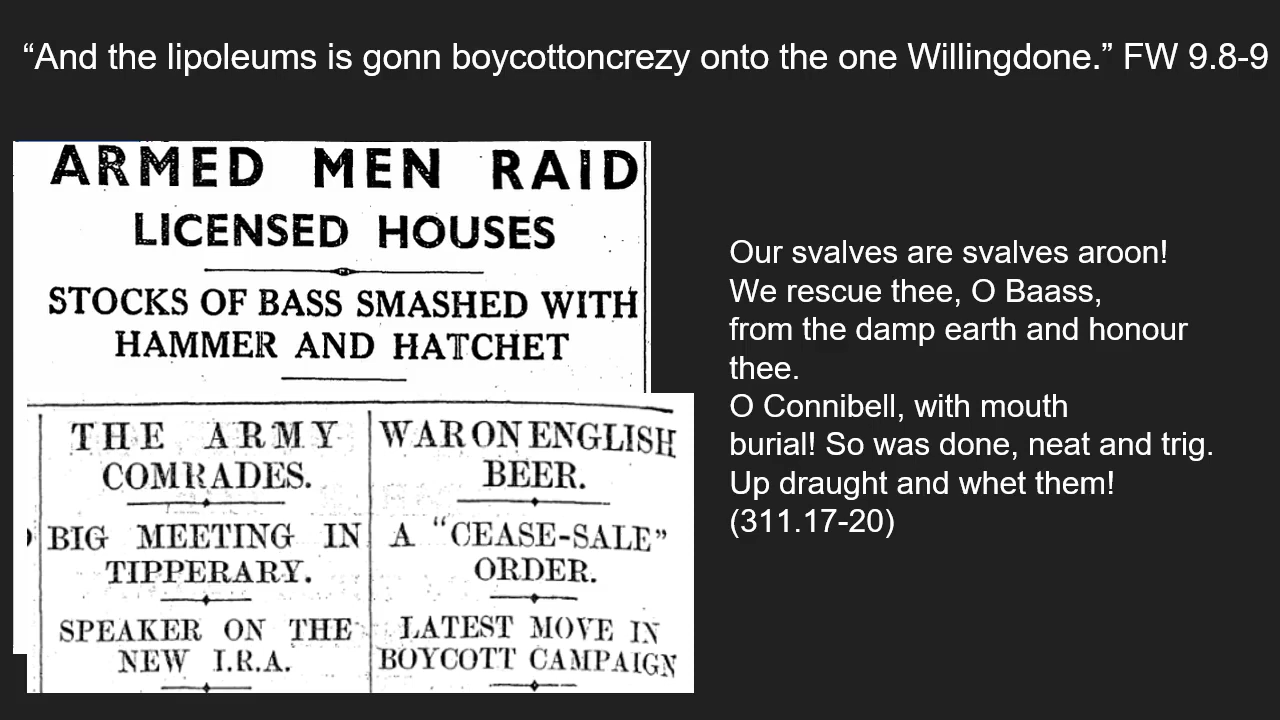 “And the lipoleums is gonn boycottoncrezy onto the one Willingdone.” FW 9.8-9
ARMED MEN RAID
LICENSED HOUSES
STOCKS OF BASS SMASHED WITH
HAMMER AND HATCHET
THE ARMY
COMRADES.
BIG MEETING IN
TIPPERARY.
SPEAKER ON THE
NEW I.R.A.
WAR ON ENGLISH
BEER.
A “CEASE-SALE”
ORDER.
LATEST MOVE IN
BOYCOTT CAMPAIGN
Our svalves are svalves aroon!
We rescue thee, O Baass,
from the damp earth and honour
thee.
O Connibell, with mouth
burial! So was done, neat and trig.
Up draught and whet them!
(311.17-20)